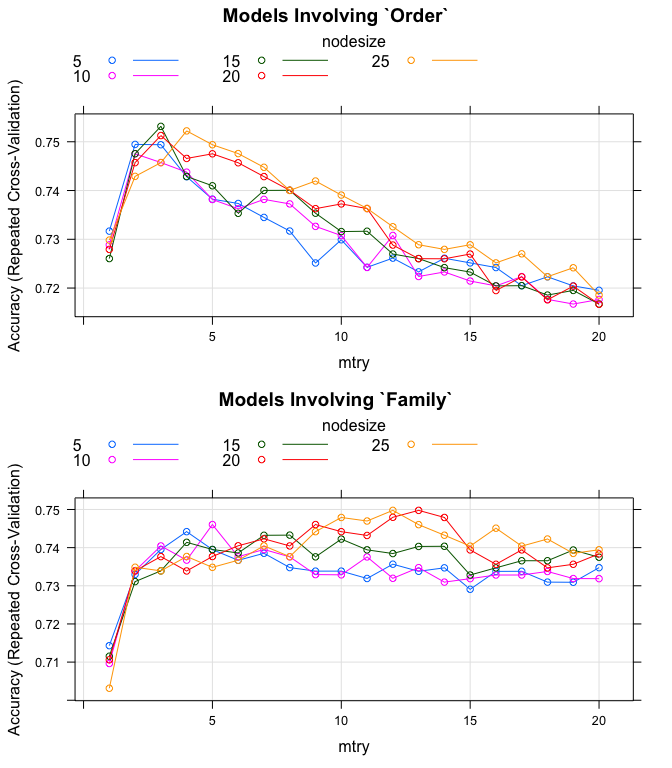 Models Involving `Order`
nodesize
5 15 25
10 20
Accuracy (Repeated Cross-Validation)
0.75
0.74
0.73
0.72
5 10 15 20
mtry
Models Involving `Family`
nodesize
5 15 25
10 20
Accuracy (Repeated Cross-Validation)
0.75
0.74
0.73
0.72
0.71
5 10 15 20
mtry